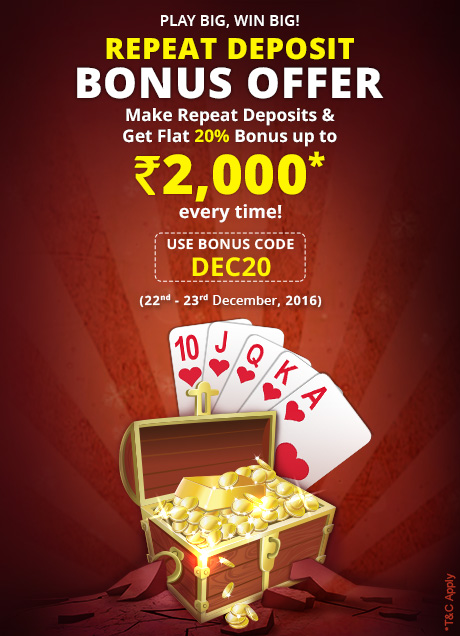 PLAY BIG, WIN BIG!
REPEAT DEPOSIT
BONUS OFFER
Make Repeat Deposits &
Get Flat 20% Bonus up to
₹2,000*
every time!
USE BONUS CODE
DEC20
(22nd - 23rd December, 2016)
10 J Q K A
*T&C Apply